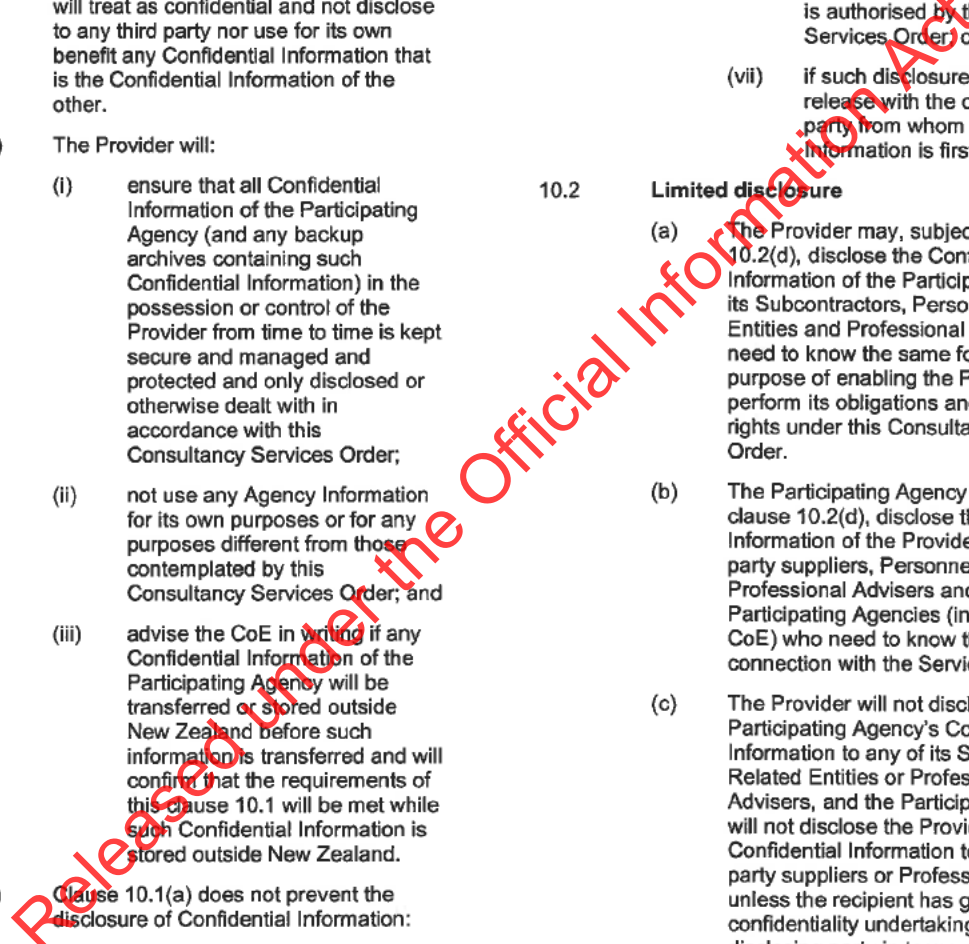 will treat as confidential and not disclose
to any third party nor use for its own
benefit any Confidential Information that
is the Confidential Information of the
other.
)
The Provider will:
(i) ensure that all Confidential
Information of the Participating
Agency (and any backup
archives containing such
Confidential Information) in the
possession or control of the
Provider from time to time is kept
secure and managed and
protected and only disclosed or
otherwise dealt with in
accordance with this
Consultancy Services Order;
(ii) not use any Agency Information
for its own purposes or for any
purposes different from those
contemplated by this
Consultancy Services Order; and
(iii) advise the CoE in writing if any
Confidential Information of the
Participating Agency will be
transferred or stored outside
New Zealand before such
information is transferred and will
confirm that the requirements of
this clause 10.1 will be met while
such Confidential Information is
stored outside New Zealand.
)
Clause 10.1(a) does not prevent the
disclosure of Confidential Information:
is authorised by t
Services Order; o
(vii) if such disclosure
release with the c
party from whom
Information is firs
10.2 Limited disclosure
(a) The Provider may, subjec
10.2(d), disclose the Con
Information of the Particip
its Subcontractors, Perso
Entities and Professional
need to know the same fo
purpose of enabling the P
perform its obligations an
rights under this Consulta
Order.
(b) The Participating Agency
clause 10.2(d), disclose th
Information of the Provide
party suppliers, Personne
Professional Advisers and
Participating Agencies (in
CoE) who need to know t
connection with the Servi
(c) The Provider will not discl
Participating Agency's Co
Information to any of its S
Related Entities or Profes
Advisers, and the Particip
will not disclose the Provi
Confidential Information to
party suppliers or Profess
unless the recipient has g
confidentiality undertaking
Released under the Official Information Act